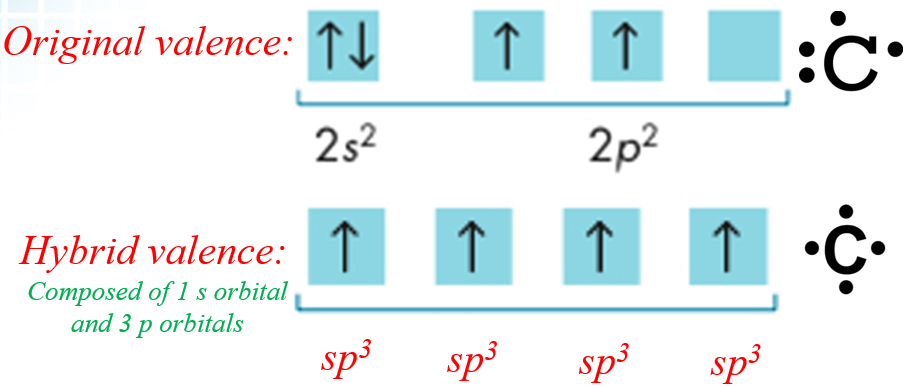 Original valence: ↑↓ ↑ ↑ :C·
2s² 2p²
Hybrid valence: ↑ ↑ ↑ ↑ ·C·
Composed of 1 s orbital
and 3 p orbitals
sp³ sp³ sp³ sp³